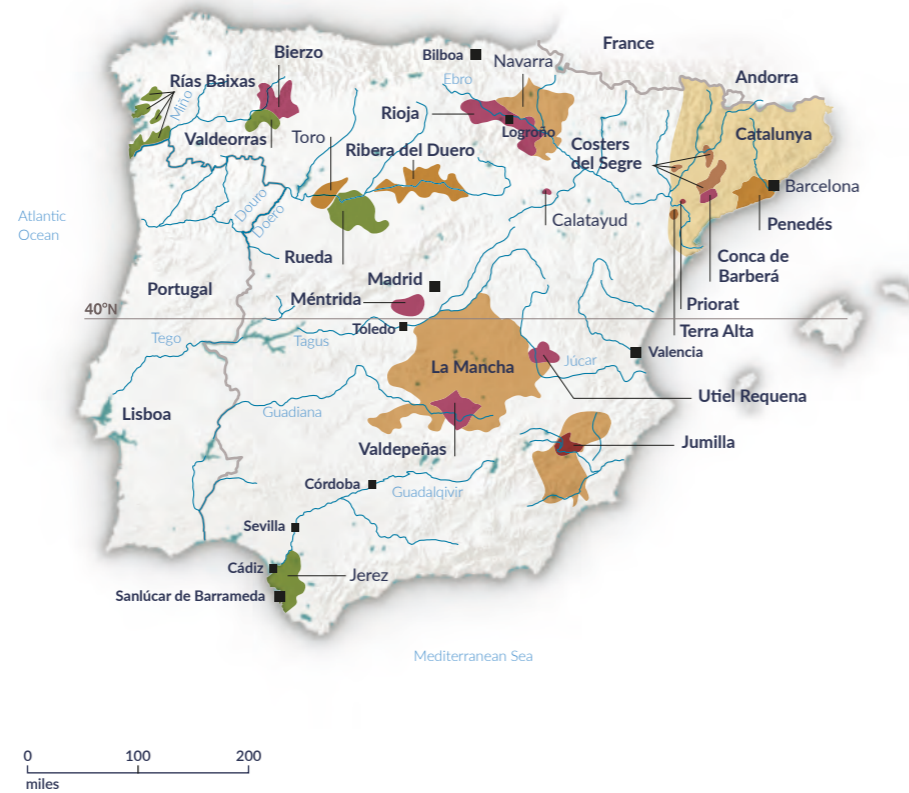 France
Bierzo
Bilboa
Navarra
Andorra
Rías Baixas
Ebro
Miño
Rioja
Logroño
Catalunya
Valdeorras
Toro
Ribera del Duero
Costers
del Segre
Barcelona
Atlantic
Ocean
Douro
Doero
Calatayud
Penedés
Rueda
Conca de
Barberá
Madrid
Portugal
Méntrida
Priorat
40°N
Toledo
Terra Alta
Tego
Tagus
Valencia
La Mancha
Júcar
Utiel Requena
Lisboa
Guadiana
Valdepeñas
Jumilla
Córdoba
Guadalqivir
Sevilla
Cádiz
Jerez
Sanlúcar de Barrameda
Mediterranean Sea
0 100 200
miles